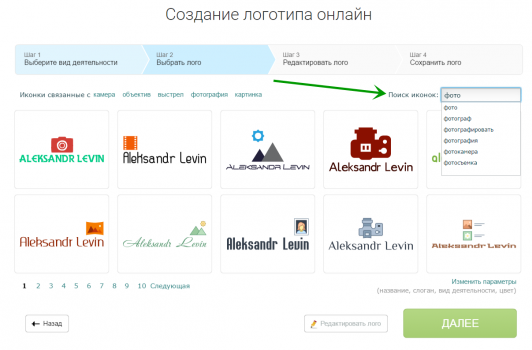 Создание логотипа онлайн
Шаг 1
Выберите вид деятельности
Шаг 2
Выбрать лого
Шаг 3
Редактировать лого
Шаг 4
Сохранить лого
Иконки связанные с камера объектив выстрел фотография картинка
Поиск иконок: фото
фото
фотограф
фотографировать
фотография
фотокамера
фотосъемка
ALEKSANDR LEVIN
Aleksandr Levin
Aleksandr Levin
Aleksandr Levin
Aleksandr Levin
Aleksandr Levin
Aleksandr Levin
Aleksandr Levin
Aleksandr Levin
1 2 3 4 5 6 7 8 9 10 Следующая
Изменить параметры
(название, слоган, вид деятельности, цвет)
Назад
Редактировать лого
ДАЛЕЕ